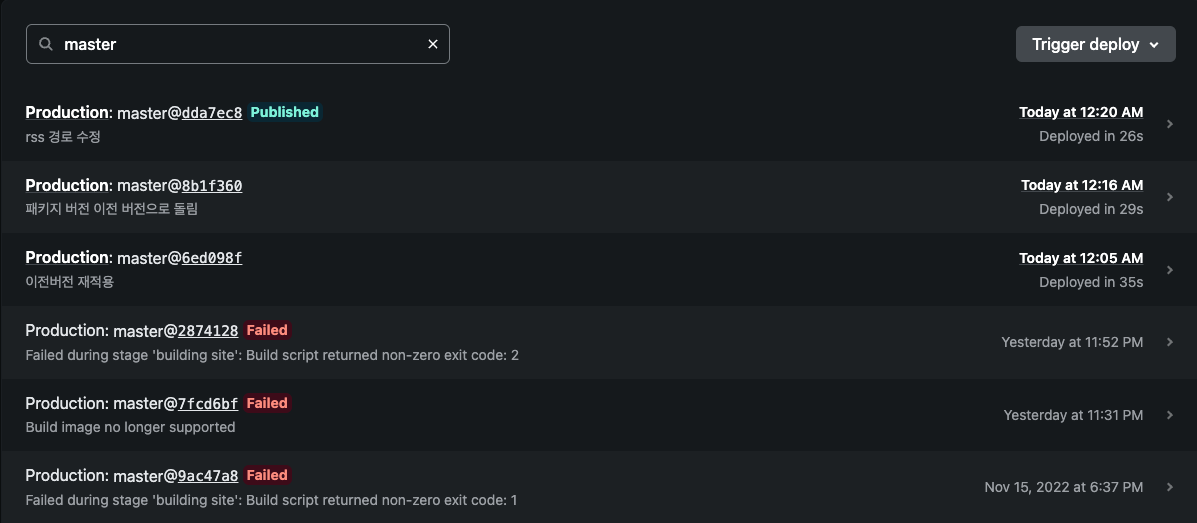 master
Trigger deploy
Production: master@dda7ec8 Published
Today at 12:20 AM
rss 경로 수정
Deployed in 26s
Production: master@8b1f360
Today at 12:16 AM
패키지 버전 이전 버전으로 돌림
Deployed in 29s
Production: master@6ed098f
Today at 12:05 AM
이전버전 재적용
Deployed in 35s
Production: master@2874128 Failed
Failed during stage 'building site': Build script returned non-zero exit code: 2
Yesterday at 11:52 PM
Production: master@7fcd6bf Failed
Build image no longer supported
Yesterday at 11:31 PM
Production: master@9ac47a8 Failed
Failed during stage 'building site': Build script returned non-zero exit code: 1
Nov 15, 2022 at 6:37 PM